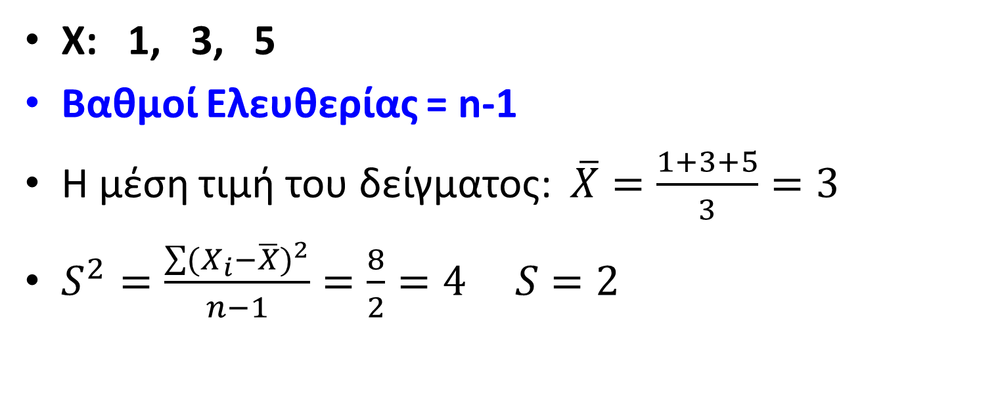 • X: 1, 3, 5
• Βαθμοί Ελευθερίας = n-1
• Η μέση τιμή του δείγματος: X̅ = (1+3+5)/3 = 3
• S² = ∑(Xᵢ−X̅)²/(n−1) = 8/2 = 4 S = 2